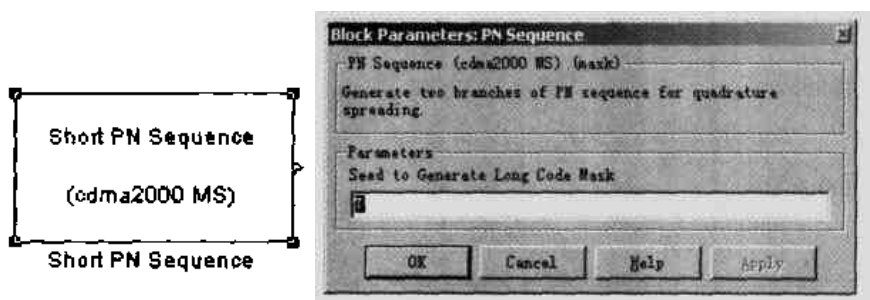 Short PN Sequence
(cdma2000 MS)
Short PN Sequence
Block Parameters: PN Sequence
PN Sequence (cdma2000 MS) (mask)
Generate two branches of PN sequence for quadrature
spreading.
Parameters
Seed to Generate Long Code Mask
OK
Cancel
Help
Apply